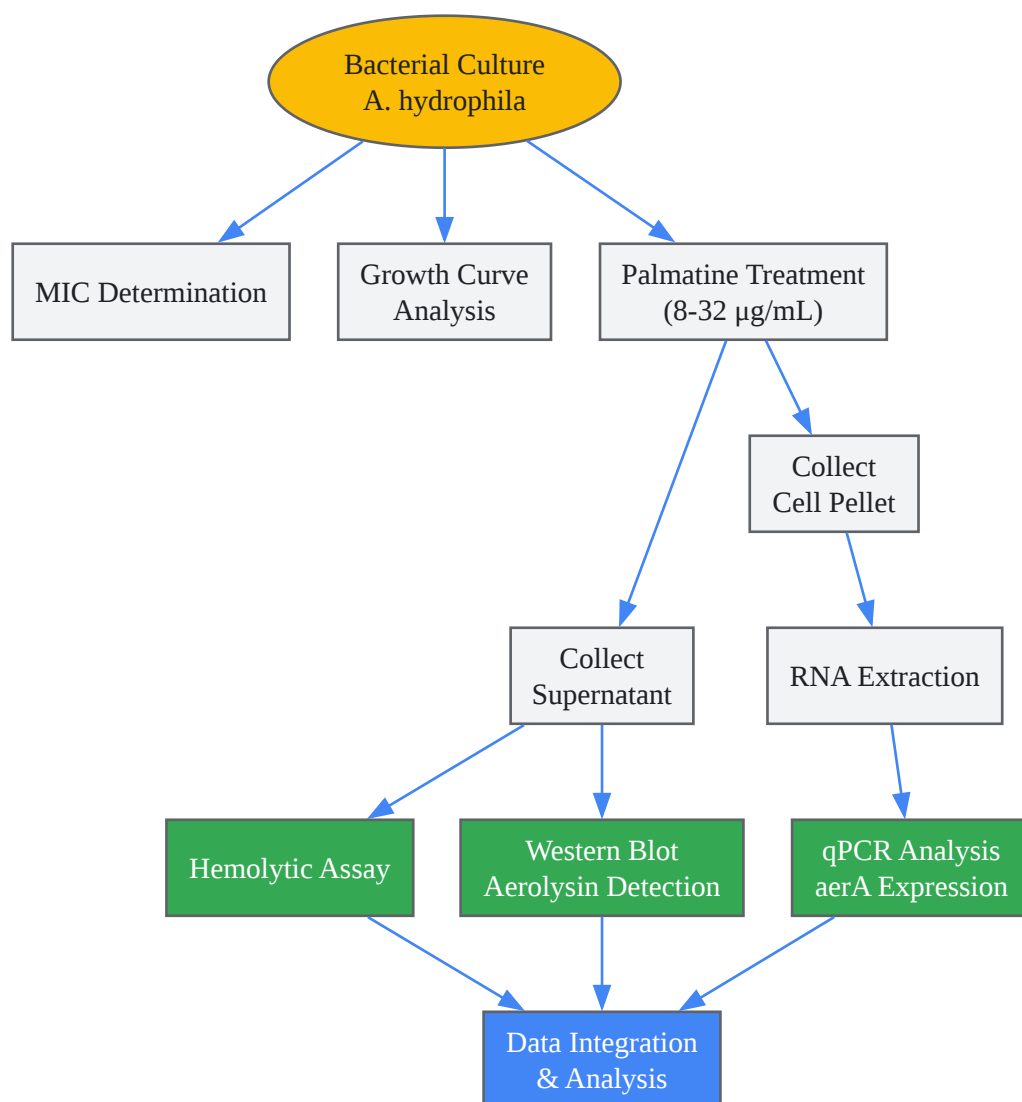 Bacterial Culture
A. hydrophila
MIC Determination
Growth Curve
Analysis
Palmatine Treatment
(8-32 μg/mL)
Collect
Cell Pellet
Collect
Supernatant
RNA Extraction
Hemolytic Assay
Western Blot
Aerolysin Detection
qPCR Analysis
aerA Expression
Data Integration
& Analysis